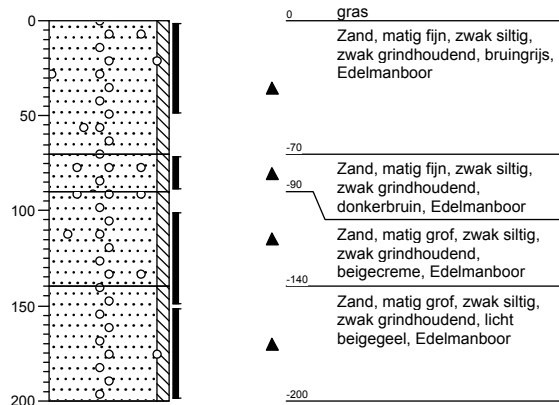 0
50
100
150
200
0
gras
Zand, matig fijn, zwak siltig,
zwak grindhoudend, bruingrijs,
Edelmanboor
-70
Zand, matig fijn, zwak siltig,
zwak grindhoudend,
donkerbruin, Edelmanboor
-90
Zand, matig grof, zwak siltig,
zwak grindhoudend,
beigecreme, Edelmanboor
-140
Zand, matig grof, zwak siltig,
zwak grindhoudend, licht
beigegeel, Edelmanboor
-200